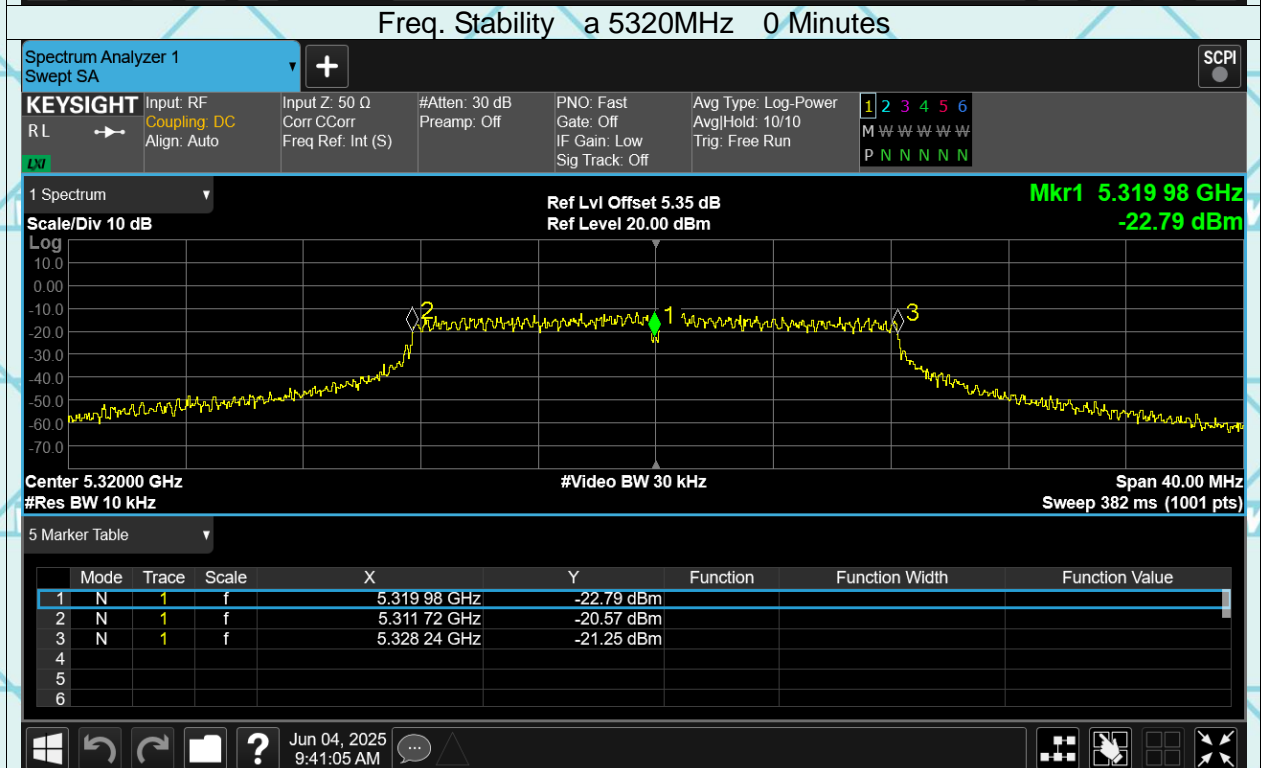 Freq. Stability a 5320MHz 0 Minutes
Spectrum Analyzer 1
Swept SA
SCPI
KEYSIGHT
R L
LXI
Input: RF
Coupling: DC
Align: Auto
Input Z: 50 Ω
Corr CCorr
Freq Ref: Int (S)
#Atten: 30 dB
Preamp: Off
PNO: Fast
Gate: Off
IF Gain: Low
Sig Track: Off
Avg Type: Log-Power
Avg|Hold: 10/10
Trig: Free Run
1 2 3 4 5 6
M W W W W W
P N N N N N
1 Spectrum
Scale/Div 10 dB
Ref Lvl Offset 5.35 dB
Ref Level 20.00 dBm
Mkr1 5.319 98 GHz
-22.79 dBm
Log
10.0
0.00
-10.0
-20.0
-30.0
-40.0
-50.0
-60.0
-70.0
2
1
3
Center 5.32000 GHz
#Video BW 30 kHz
Span 40.00 MHz
#Res BW 10 kHz
Sweep 382 ms (1001 pts)
5 Marker Table
Mode Trace Scale X Y Function Function Width Function Value
1 N 1 f 5.319 98 GHz -22.79 dBm
2 N 1 f 5.311 72 GHz -20.57 dBm
3 N 1 f 5.328 24 GHz -21.25 dBm
4
5
6
?
Jun 04, 2025
9:41:05 AM